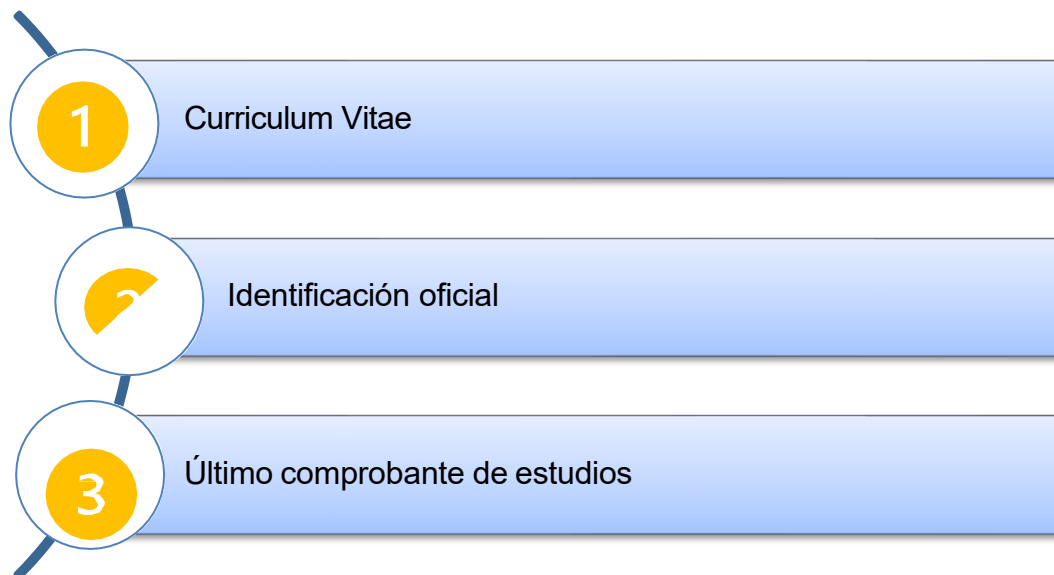 1
Curriculum Vitae
Identificación oficial
3
Último comprobante de estudios